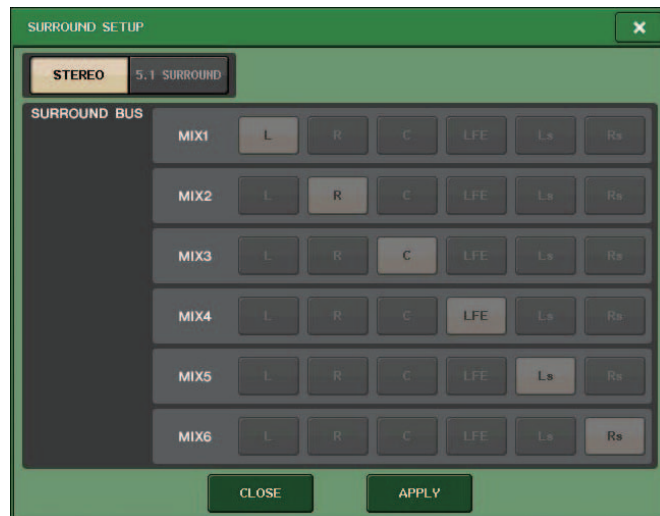 SURROUND SETUP ×
STEREO 5.1 SURROUND
SURROUND BUS
MIX1 L R C LFE Ls Rs
MIX2 L R C LFE Ls Rs
MIX3 L R C LFE Ls Rs
MIX4 L R C LFE Ls Rs
MIX5 L R C LFE Ls Rs
MIX6 L R C LFE Ls Rs
CLOSE APPLY